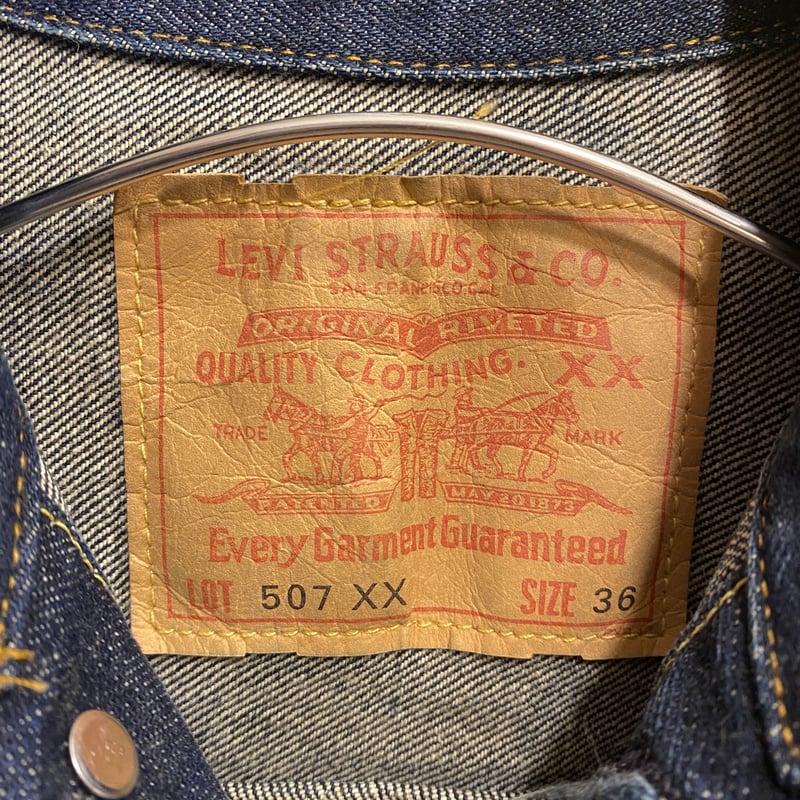 LEVI STRAUSS & CO.
SAN FRANCISCO, CAL
ORIGINAL RIVETED
QUALITY CLOTHING. XX
TRADE MARK
PATENTED MAY 20 1873
Every Garment Guaranteed
LOT 507 XX SIZE 36